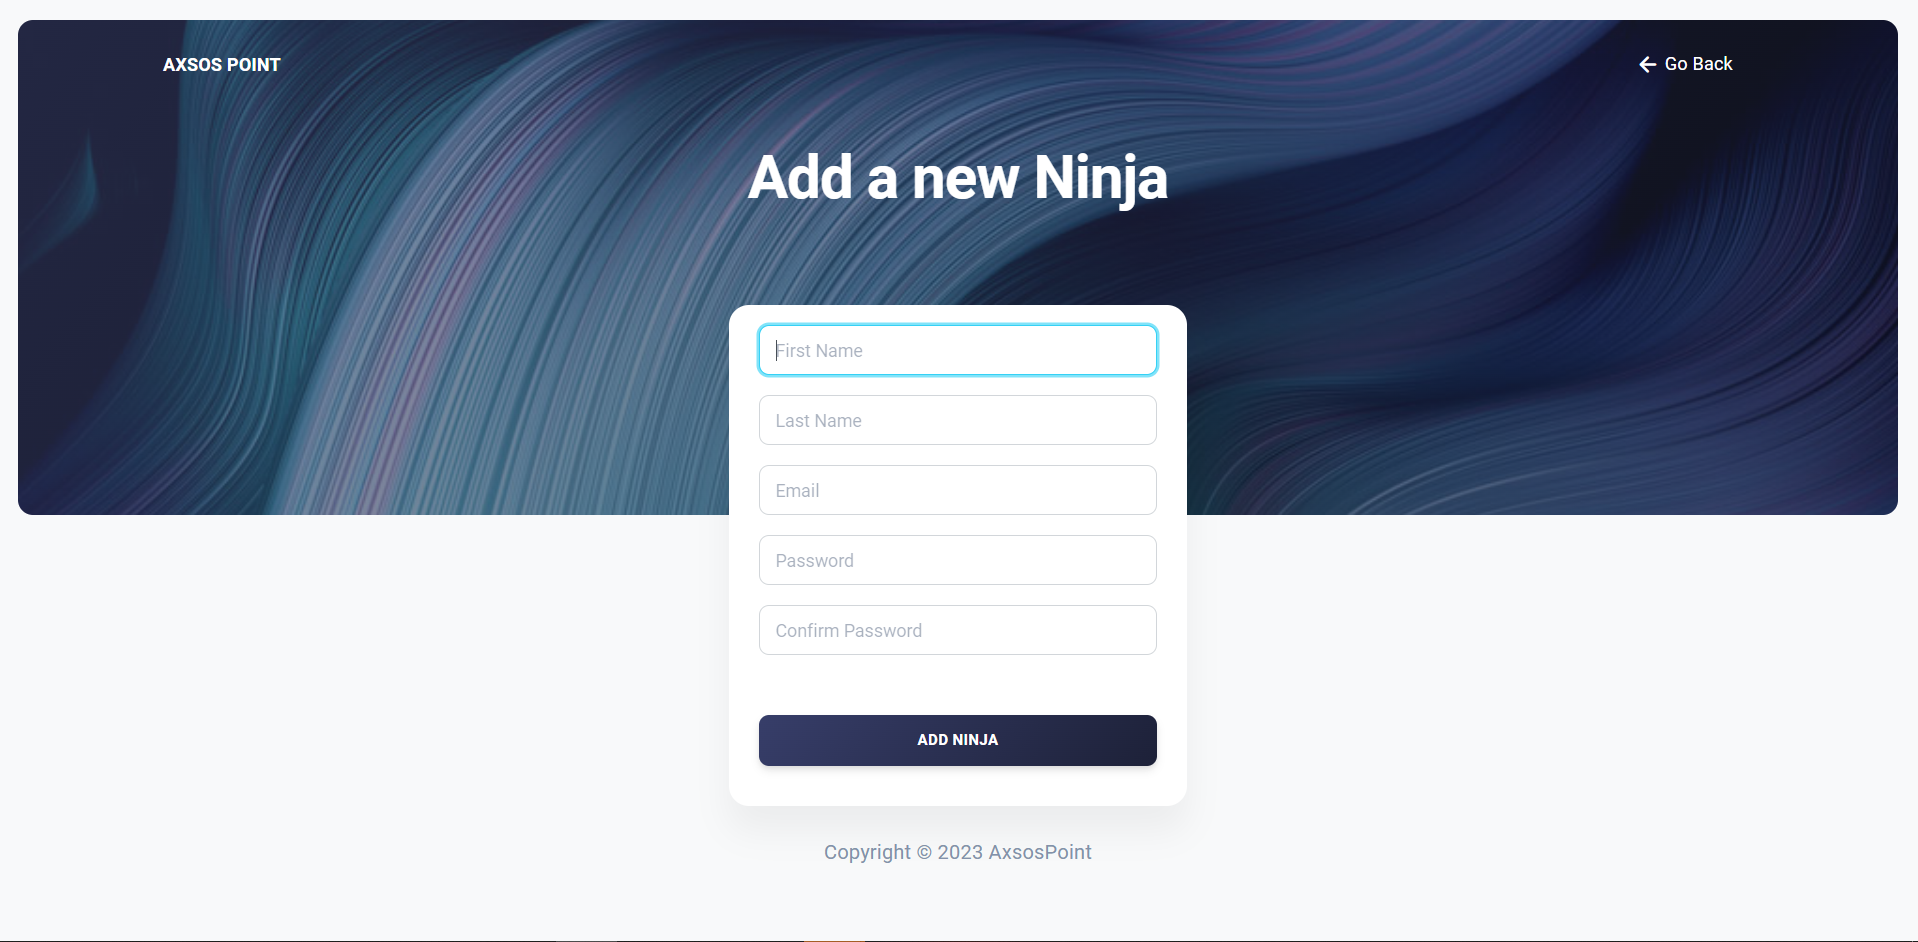 AXSOS POINT
Go Back
Add a new Ninja
First Name
Last Name
Email
Password
Confirm Password
ADD NINJA
Copyright © 2023 AxsosPoint